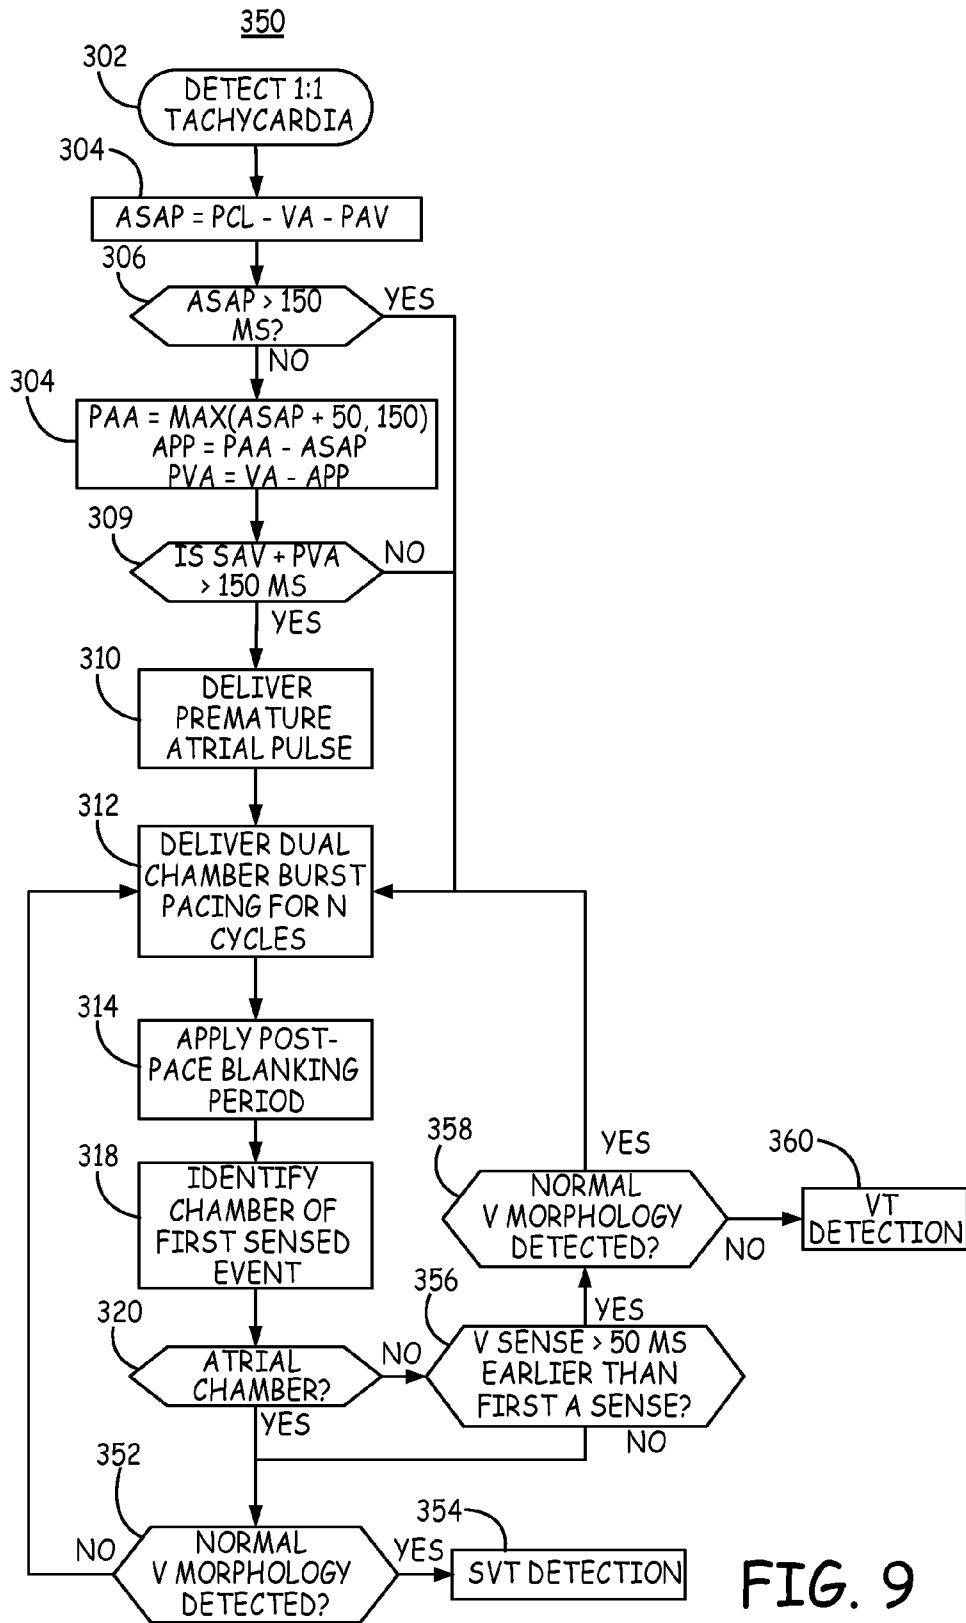 350
302
DETECT 1:1
TACHYCARDIA
304
ASAP = PCL - VA - PAV
306
ASAP > 150
MS?
YES
NO
304
PAA = MAX(ASAP + 50, 150)
APP = PAA - ASAP
PVA = VA - APP
309
IS SAV + PVA
> 150 MS
NO
YES
310
DELIVER
PREMATURE
ATRIAL PULSE
312
DELIVER DUAL
CHAMBER BURST
PACING FOR N
CYCLES
314
APPLY POST-
PACE BLANKING
PERIOD
318
IDENTIFY
CHAMBER OF
FIRST SENSED
EVENT
358
YES
NORMAL
V MORPHOLOGY
DETECTED?
NO
360
VT
DETECTION
320
ATRIAL
CHAMBER?
NO
YES
356
YES
V SENSE > 50 MS
EARLIER THAN
FIRST A SENSE?
NO
352
NO
NORMAL
V MORPHOLOGY
DETECTED?
YES
354
SVT DETECTION
FIG. 9